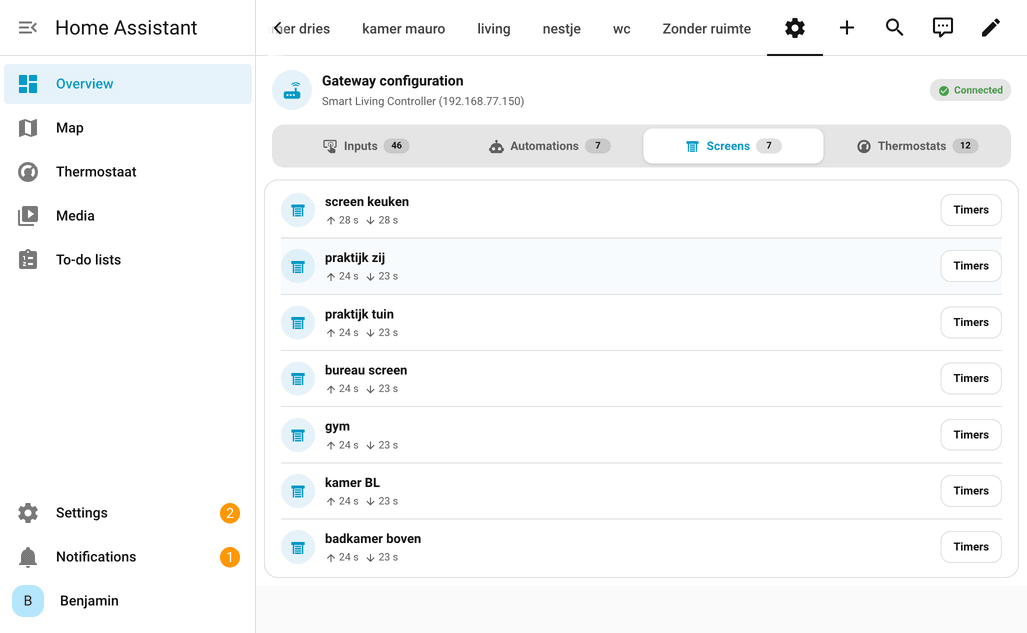 Home Assistant
Overview
Map
Thermostaat
Media
To-do lists
Settings 2
Notifications 1
B Benjamin
dries kamer mauro living nestje wc Zonder ruimte
Gateway configuration
Smart Living Controller (192.168.77.150)
Connected
Inputs 46 Automations 7 Screens 7 Thermostats 12
screen keuken
↑ 28 s ↓ 28 s
Timers
praktijk zij
↑ 24 s ↓ 23 s
Timers
praktijk tuin
↑ 24 s ↓ 23 s
Timers
bureau screen
↑ 24 s ↓ 23 s
Timers
gym
↑ 24 s ↓ 23 s
Timers
kamer BL
↑ 24 s ↓ 23 s
Timers
badkamer boven
↑ 24 s ↓ 23 s
Timers